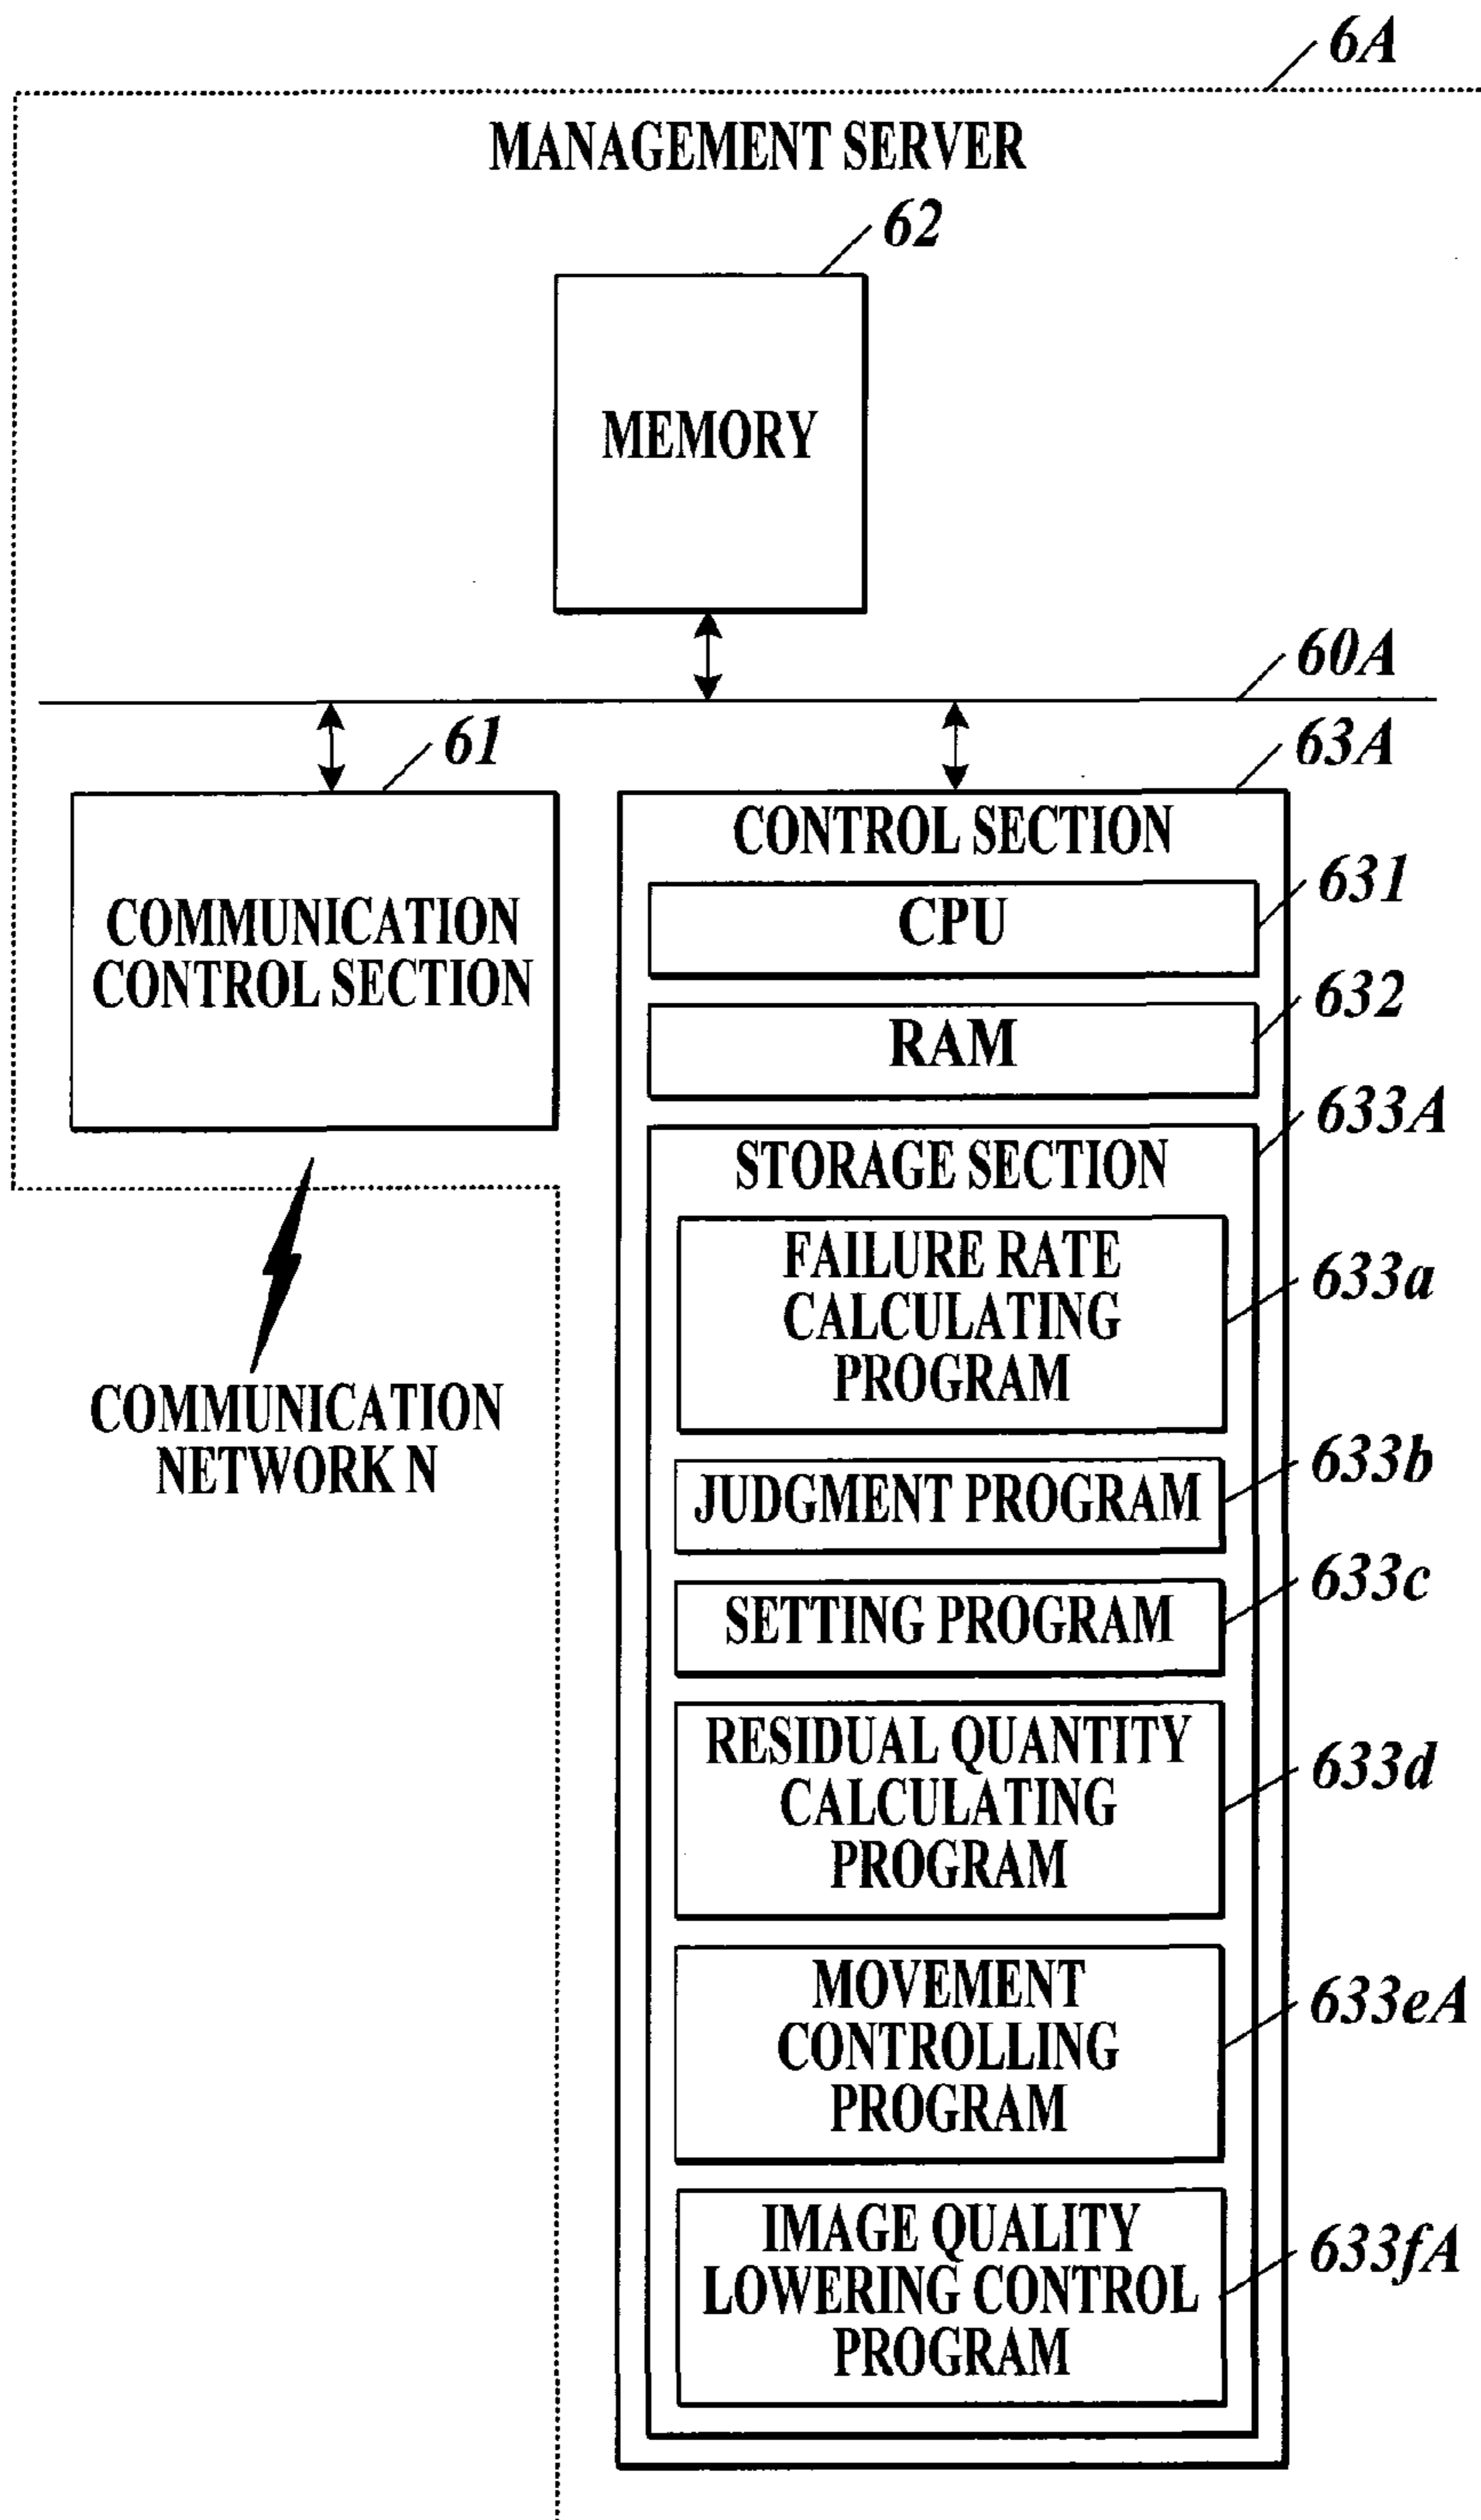 6A
MANAGEMENT SERVER
62
MEMORY
60A
61
63A
COMMUNICATION
CONTROL SECTION
CONTROL SECTION
CPU
631
RAM
632
633A
STORAGE SECTION
FAILURE RATE
CALCULATING
PROGRAM
633a
COMMUNICATION
NETWORK N
JUDGMENT PROGRAM
633b
SETTING PROGRAM
633c
RESIDUAL QUANTITY
CALCULATING
PROGRAM
633d
MOVEMENT
CONTROLLING
PROGRAM
633eA
IMAGE QUALITY
LOWERING CONTROL
PROGRAM
633fA